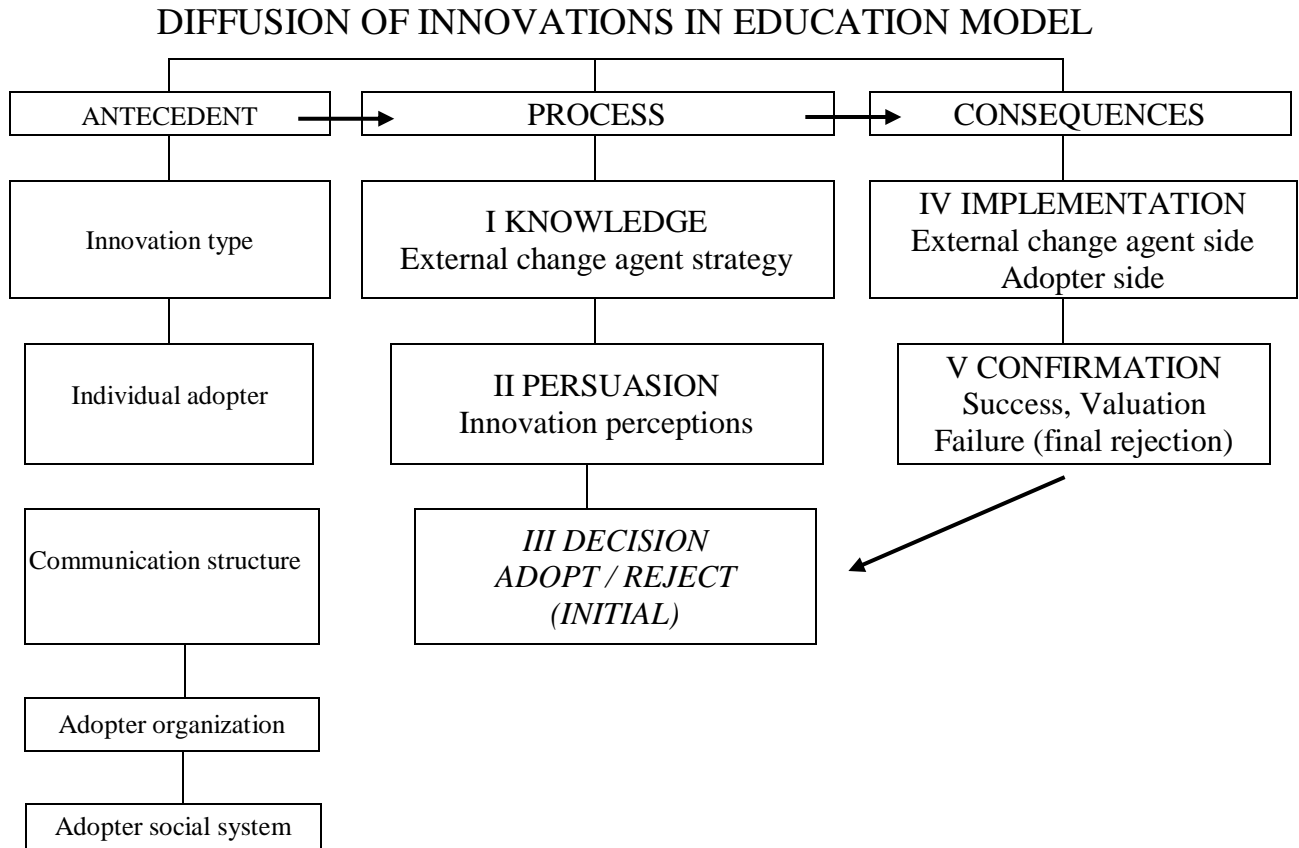 DIFFUSION OF INNOVATIONS IN EDUCATION MODEL
ANTECEDENT
PROCESS
CONSEQUENCES
Innovation type
I KNOWLEDGE
External change agent strategy
IV IMPLEMENTATION
External change agent side
Adopter side
Individual adopter
II PERSUASION
Innovation perceptions
V CONFIRMATION
Success, Valuation
Failure (final rejection)
Communication structure
III DECISION
ADOPT / REJECT
(INITIAL)
Adopter organization
Adopter social system